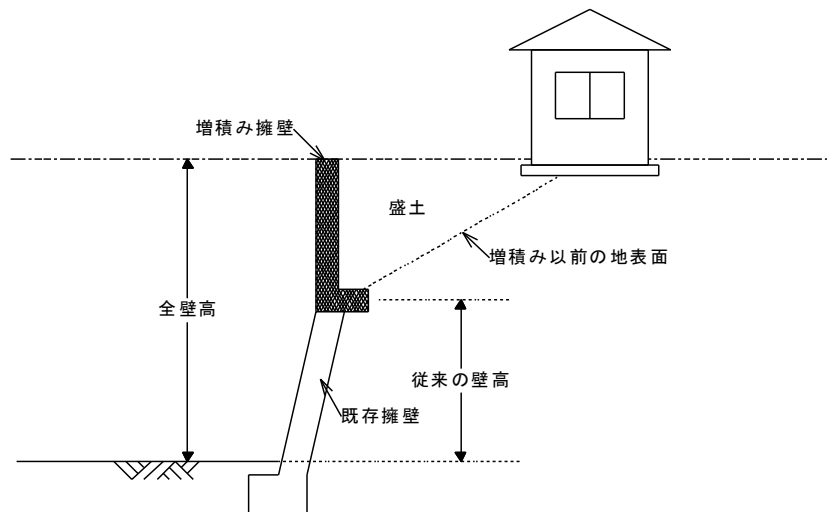 増積み擁壁
盛土
増積み以前の地表面
全壁高
従来の壁高
既存擁壁